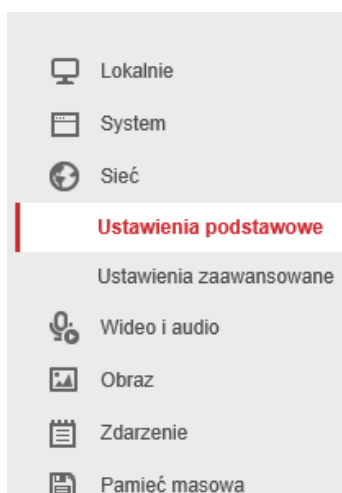 Lokalnie
System
Sieć
Ustawienia podstawowe
Ustawienia zaawansowane
Wideo i audio
Obraz
Zdarzenie
Pamięć masowa